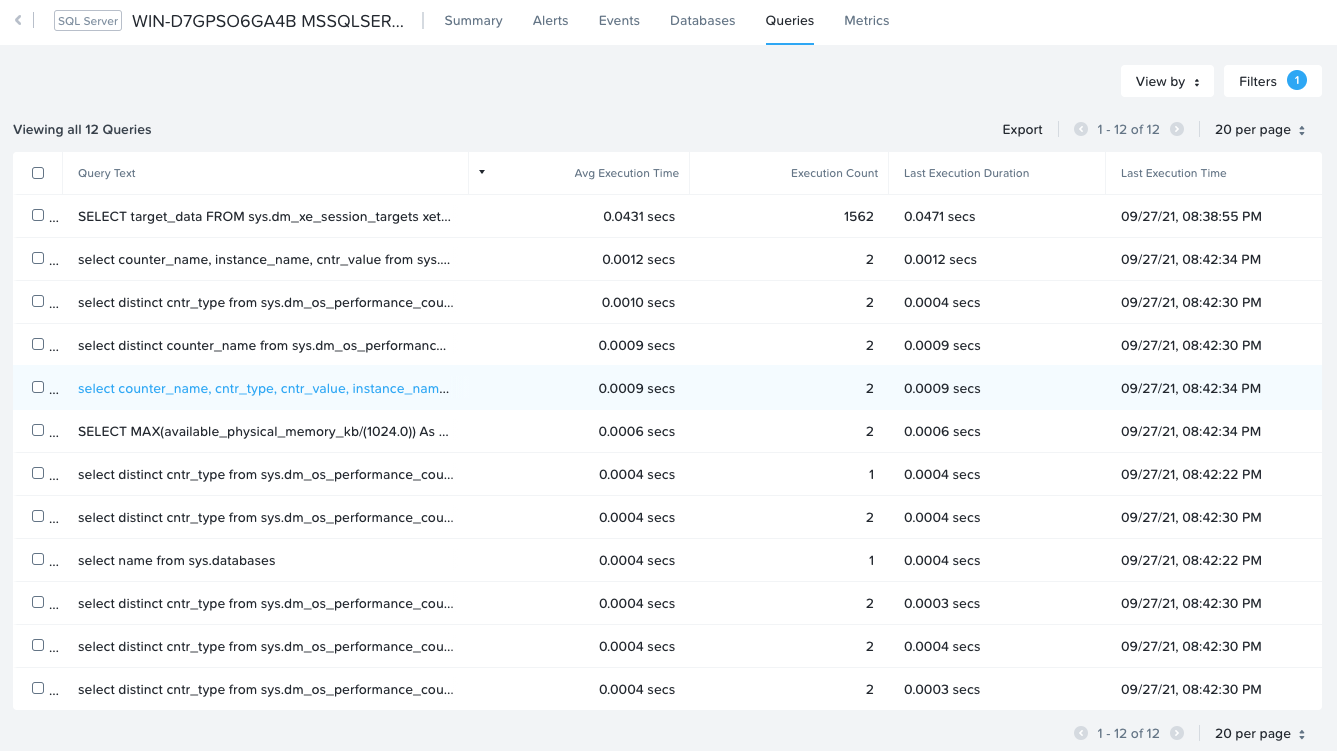 SQL Server WIN-D7GPSO6GA4B MSSQLSER... Summary Alerts Events Databases Queries Metrics
View by Filters 1
Viewing all 12 Queries Export 1 - 12 of 12 20 per page
Query Text Avg Execution Time Execution Count Last Execution Duration Last Execution Time
... SELECT target_data FROM sys.dm_xe_session_targets xet... 0.0431 secs 1562 0.0471 secs 09/27/21, 08:38:55 PM
... select counter_name, instance_name, cntr_value from sys.... 0.0012 secs 2 0.0012 secs 09/27/21, 08:42:34 PM
... select distinct cntr_type from sys.dm_os_performance_cou... 0.0010 secs 2 0.0004 secs 09/27/21, 08:42:30 PM
... select distinct counter_name from sys.dm_os_performanc... 0.0009 secs 2 0.0009 secs 09/27/21, 08:42:30 PM
... select counter_name, cntr_type, cntr_value, instance_nam... 0.0009 secs 2 0.0009 secs 09/27/21, 08:42:34 PM
... SELECT MAX(available_physical_memory_kb/(1024.0)) As ... 0.0006 secs 2 0.0006 secs 09/27/21, 08:42:34 PM
... select distinct cntr_type from sys.dm_os_performance_cou... 0.0004 secs 1 0.0004 secs 09/27/21, 08:42:22 PM
... select distinct cntr_type from sys.dm_os_performance_cou... 0.0004 secs 2 0.0004 secs 09/27/21, 08:42:30 PM
... select name from sys.databases 0.0004 secs 1 0.0004 secs 09/27/21, 08:42:22 PM
... select distinct cntr_type from sys.dm_os_performance_cou... 0.0004 secs 2 0.0003 secs 09/27/21, 08:42:30 PM
... select distinct cntr_type from sys.dm_os_performance_cou... 0.0004 secs 2 0.0004 secs 09/27/21, 08:42:30 PM
... select distinct cntr_type from sys.dm_os_performance_cou... 0.0004 secs 2 0.0003 secs 09/27/21, 08:42:30 PM
1 - 12 of 12 20 per page